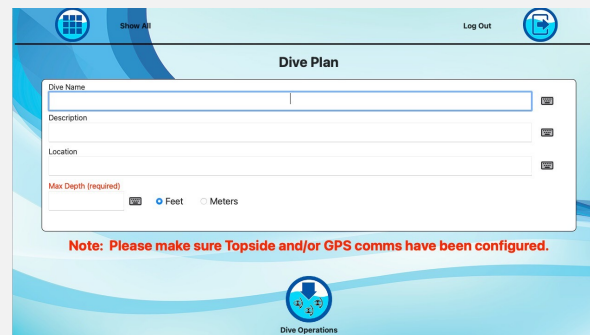 Show All
Log Out
Dive Plan
Dive Name
Description
Location
Max Depth (required)
Feet Meters
Note: Please make sure Topside and/or GPS comms have been configured.
Dive Operations